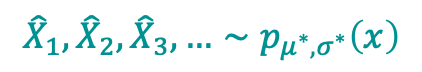 X̂₁, X̂₂, X̂₃, … ~ p_{μ*,σ*}(x)